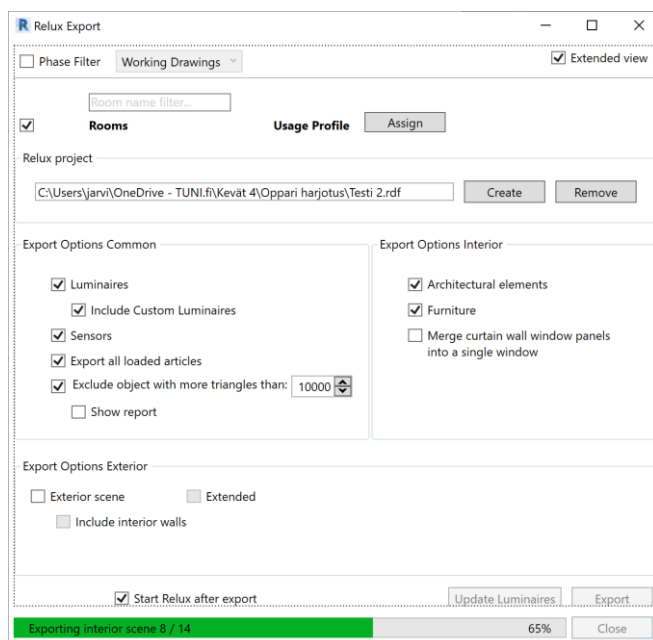 Relux Export
Phase Filter Working Drawings Extended view
Room name filter...
Rooms Usage Profile Assign
Relux project
C:\Users\jarvi\OneDrive - TUNI.fi\Kevät 4\Oppari harjotus\Testi 2.rdf Create Remove
Export Options Common Export Options Interior
Luminaires Architectural elements
Include Custom Luminaires Furniture
Sensors Merge curtain wall window panels
into a single window
Export all loaded articles
Exclude object with more triangles than: 10000
Show report
Export Options Exterior
Exterior scene Extended
Include interior walls
Start Relux after export Update Luminaires Export
Exporting interior scene 8 / 14 65% Close